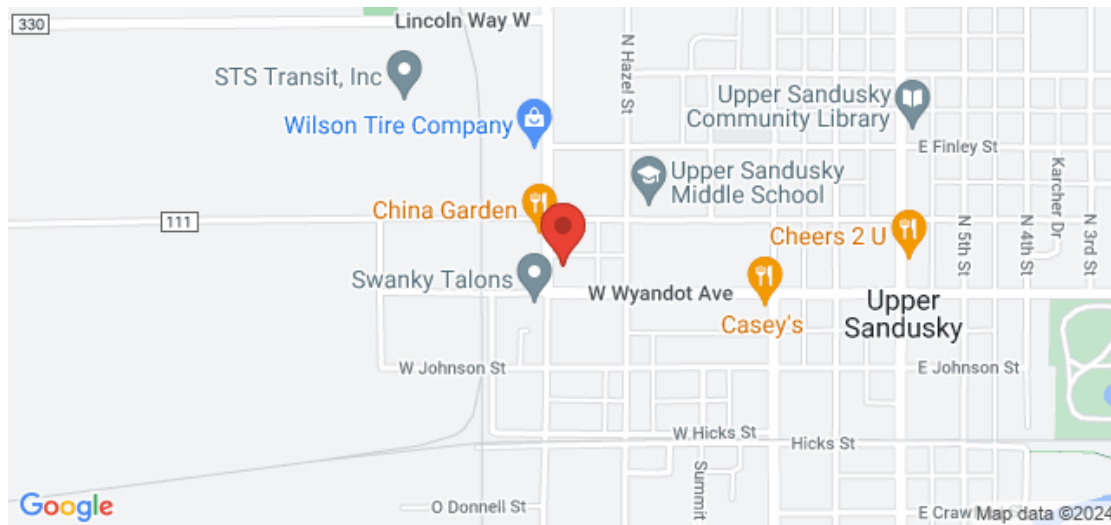 330
Lincoln Way W
N Hazel St
STS Transit, Inc
Upper Sandusky
Community Library
Wilson Tire Company
E Finley St
Upper Sandusky
Middle School
Karcher Dr
China Garden
111
Cheers 2 U
N 5th St
N 4th St
N 3rd St
Swanky Talons
W Wyandot Ave
Casey's
Upper
Sandusky
W Johnson St
E Johnson St
W Hicks St
Hicks St
Summit
O Donnell St
E Craw
Google
Map data ©2024